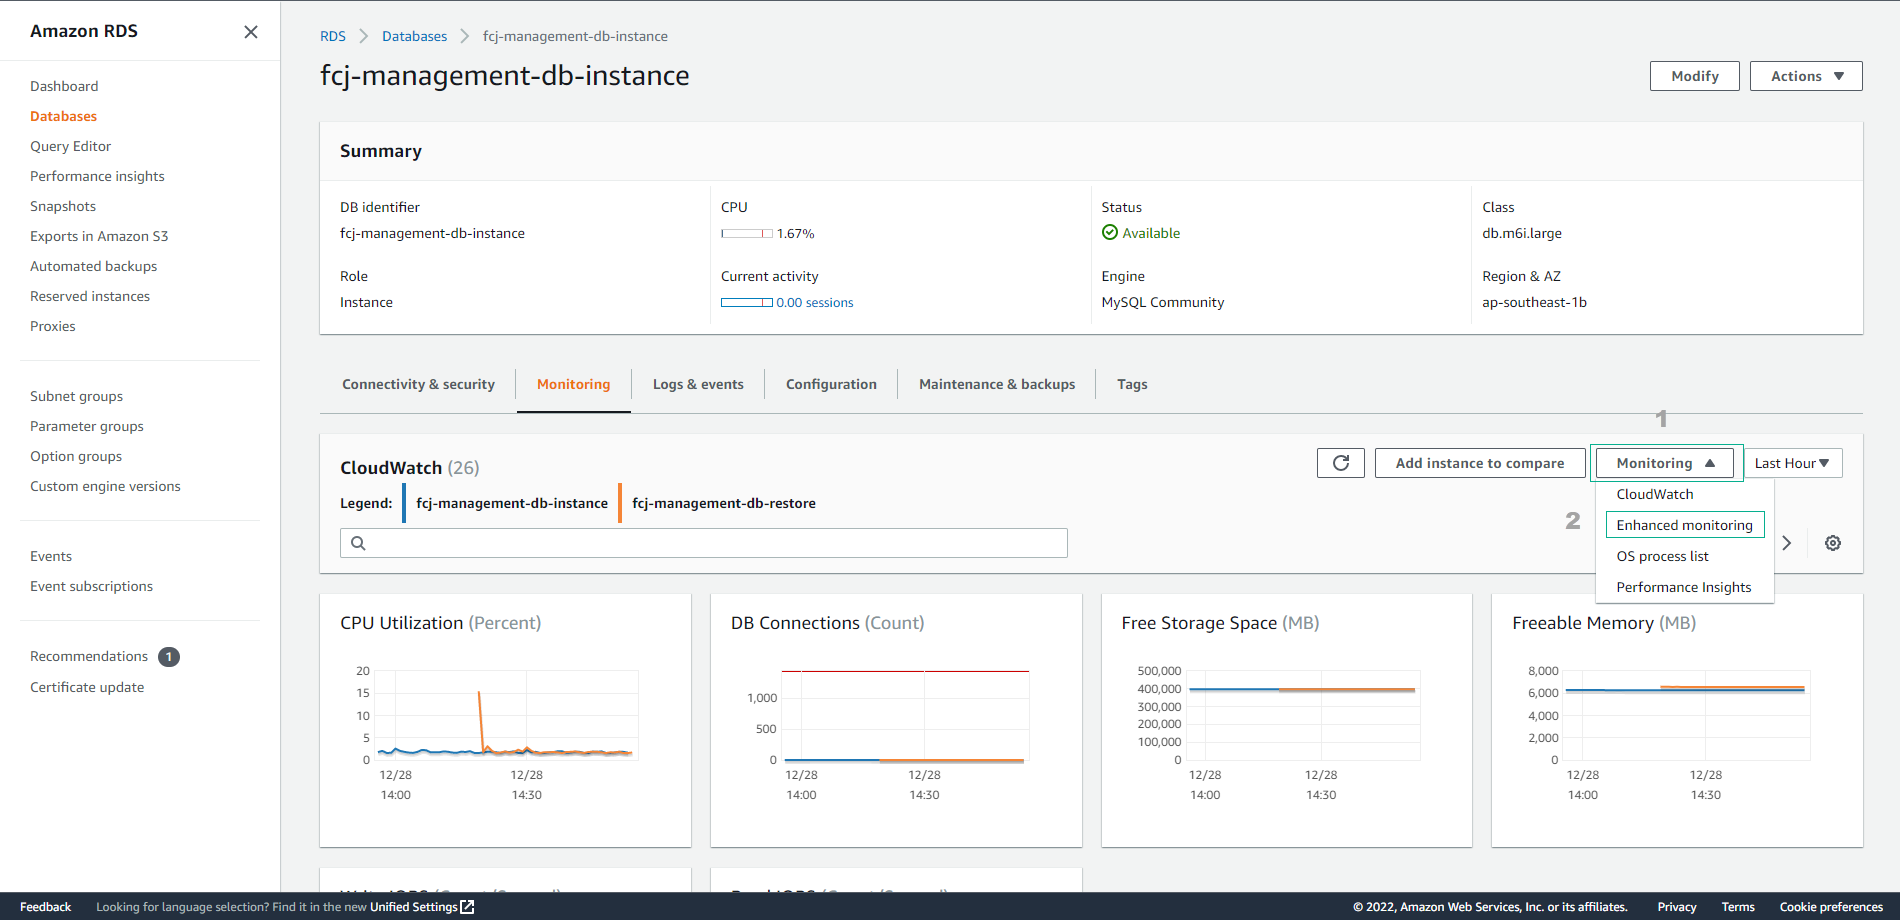 Amazon RDS
Dashboard
Databases
Query Editor
Performance insights
Snapshots
Exports in Amazon S3
Automated backups
Reserved instances
Proxies
Subnet groups
Parameter groups
Option groups
Custom engine versions
Events
Event subscriptions
Recommendations 1
Certificate update
RDS > Databases > fcj-management-db-instance
fcj-management-db-instance
Modify
Actions
Summary
DB identifier
fcj-management-db-instance
CPU
1.67%
Status
Available
Class
db.m6i.large
Role
Instance
Current activity
0.00 sessions
Engine
MySQL Community
Region & AZ
ap-southeast-1b
Connectivity & security
Monitoring
Logs & events
Configuration
Maintenance & backups
Tags
1
CloudWatch (26)
Add instance to compare
Monitoring
Last Hour
Legend: fcj-management-db-instance fcj-management-db-restore
2
CloudWatch
Enhanced monitoring
OS process list
Performance Insights
CPU Utilization (Percent)
20
15
10
5
0
12/28 12/28
14:00 14:30
DB Connections (Count)
1,000
500
0
12/28 12/28
14:00 14:30
Free Storage Space (MB)
500,000
400,000
300,000
200,000
100,000
0
12/28 12/28
14:00 14:30
Freeable Memory (MB)
8,000
6,000
4,000
2,000
0
12/28 12/28
14:00 14:30
Feedback
Looking for language selection? Find it in the new Unified Settings
© 2022, Amazon Web Services, Inc. or its affiliates.
Privacy
Terms
Cookie preferences